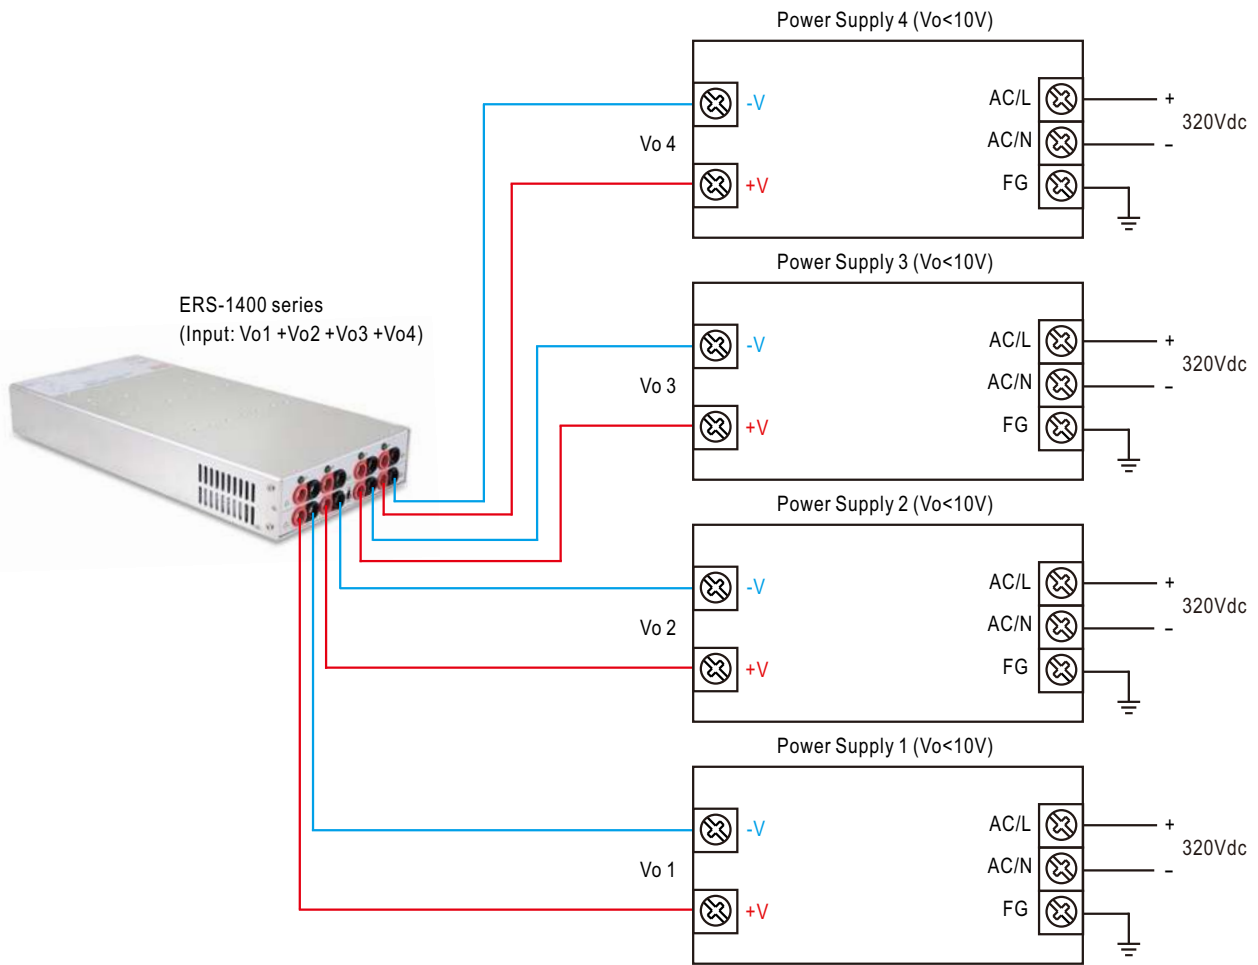 Power Supply 4 (Vo<10V)
-V
AC/L
+
320Vdc
Vo 4
AC/N
-
+V
FG
Power Supply 3 (Vo<10V)
ERS-1400 series
(Input: Vo1 +Vo2 +Vo3 +Vo4)
-V
AC/L
+
320Vdc
Vo 3
AC/N
-
+V
FG
Power Supply 2 (Vo<10V)
-V
AC/L
+
320Vdc
Vo 2
AC/N
-
+V
FG
Power Supply 1 (Vo<10V)
-V
AC/L
+
320Vdc
Vo 1
AC/N
-
+V
FG